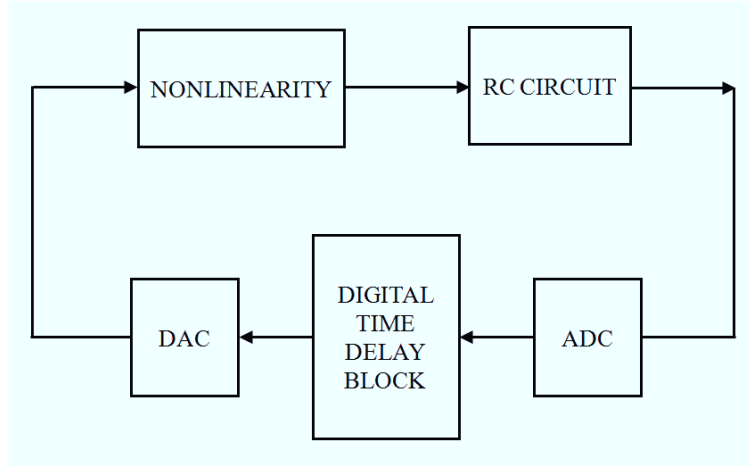 NONLINEARITY
RC CIRCUIT
DAC
DIGITAL
TIME
DELAY
BLOCK
ADC